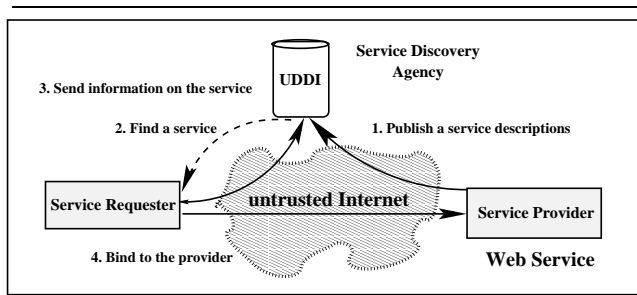 Service Discovery
Agency
UDDI
3. Send information on the service
2. Find a service
1. Publish a service descriptions
untrusted Internet
Service Requester
Service Provider
4. Bind to the provider
Web Service